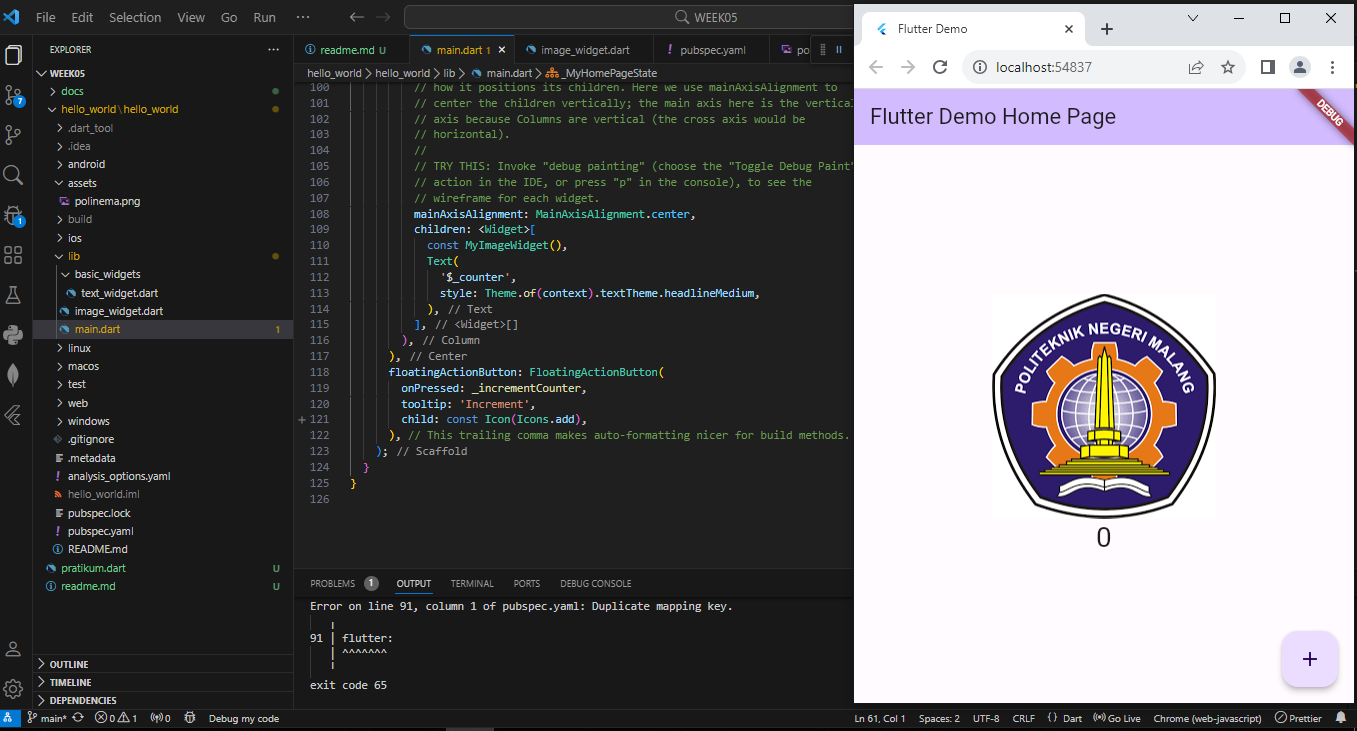 File Edit Selection View Go Run ··· ← → WEEK05
EXPLORER ···
WEEK05
docs
hello_world \ hello_world
.dart_tool
.idea
android
assets
polinema.png
build
ios
lib
basic_widgets
text_widget.dart
image_widget.dart
main.dart 1
linux
macos
test
web
windows
.gitignore
.metadata
analysis_options.yaml
hello_world.iml
pubspec.lock
pubspec.yaml
README.md
pratikum.dart U
readme.md U
OUTLINE
TIMELINE
DEPENDENCIES
7
1
readme.md U main.dart 1 image_widget.dart pubspec.yaml po
hello_world > hello_world > lib > main.dart > _MyHomePageState
100 // how it positions its children. Here we use mainAxisAlignment to
101 // center the children vertically; the main axis here is the vertical
102 // axis because Columns are vertical (the cross axis would be
103 // horizontal).
104 //
105 // TRY THIS: Invoke "debug painting" (choose the "Toggle Debug Paint"
106 // action in the IDE, or press "p" in the console), to see the
107 // wireframe for each widget.
108 mainAxisAlignment: MainAxisAlignment.center,
109 children: <Widget>[
110 const MyImageWidget(),
111 Text(
112 '$_counter',
113 style: Theme.of(context).textTheme.headlineMedium,
114 ), // Text
115 ], // <Widget>[]
116 ), // Column
117 ), // Center
118 floatingActionButton: FloatingActionButton(
119 onPressed: _incrementCounter,
120 tooltip: 'Increment',
121 child: const Icon(Icons.add),
122 ), // This trailing comma makes auto-formatting nicer for build methods.
123 ); // Scaffold
124 }
125 }
126
PROBLEMS 1 OUTPUT TERMINAL PORTS DEBUG CONSOLE
Error on line 91, column 1 of pubspec.yaml: Duplicate mapping key.
91 | flutter:
| ^^^^^^^
exit code 65
main* 0 1 0 Debug my code Ln 61, Col 1 Spaces: 2 UTF-8 CRLF {} Dart Go Live Chrome (web-javascript) Prettier
Flutter Demo
localhost:54837
Flutter Demo Home Page
DEBUG
POLITEKNIK NEGERI MALANG
0
+